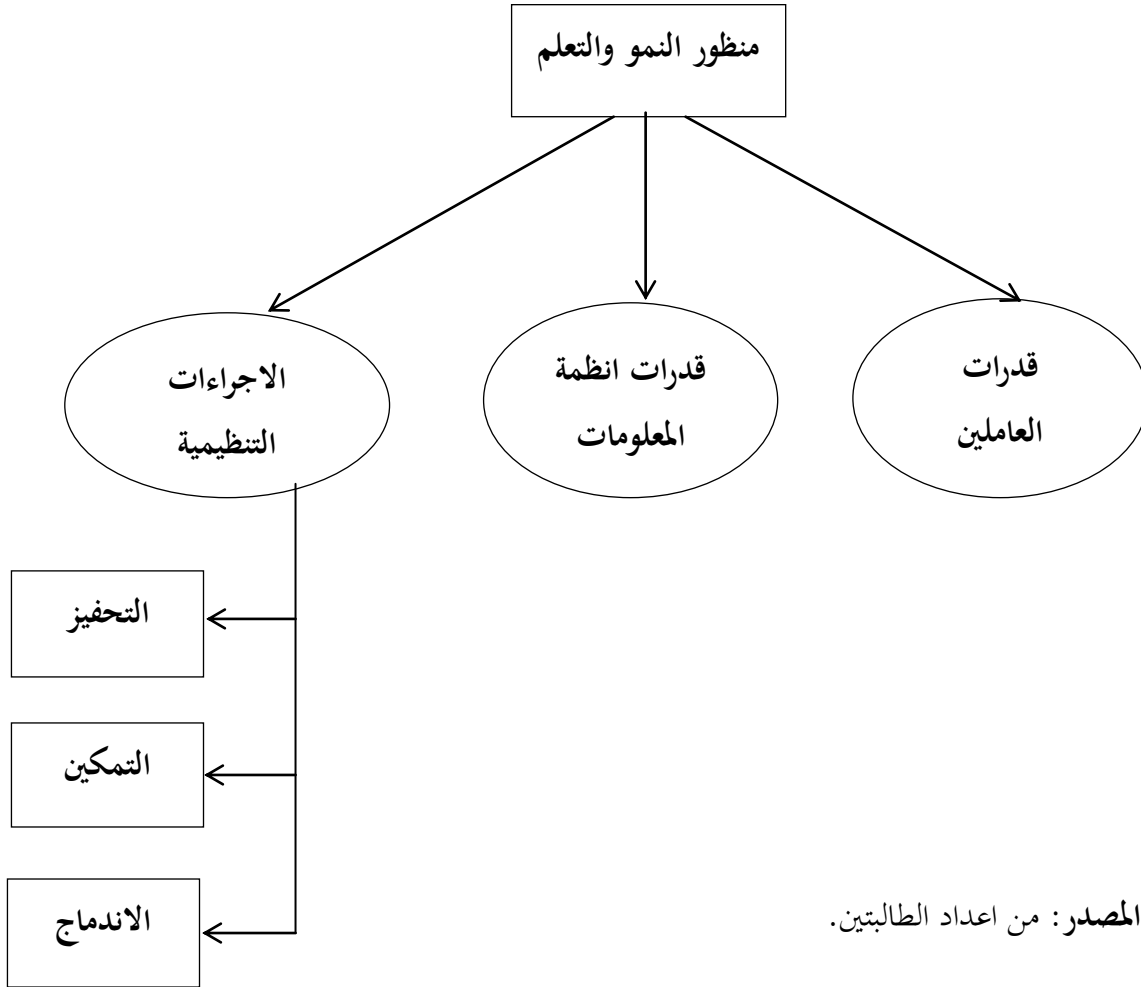 منظور النمو والتعلم
قدرات
العاملين
قدرات انظمة
المعلومات
الاجراءات
التنظيمية
التحفيز
التمكين
الاندماج
المصدر: من اعداد الطالبتين.